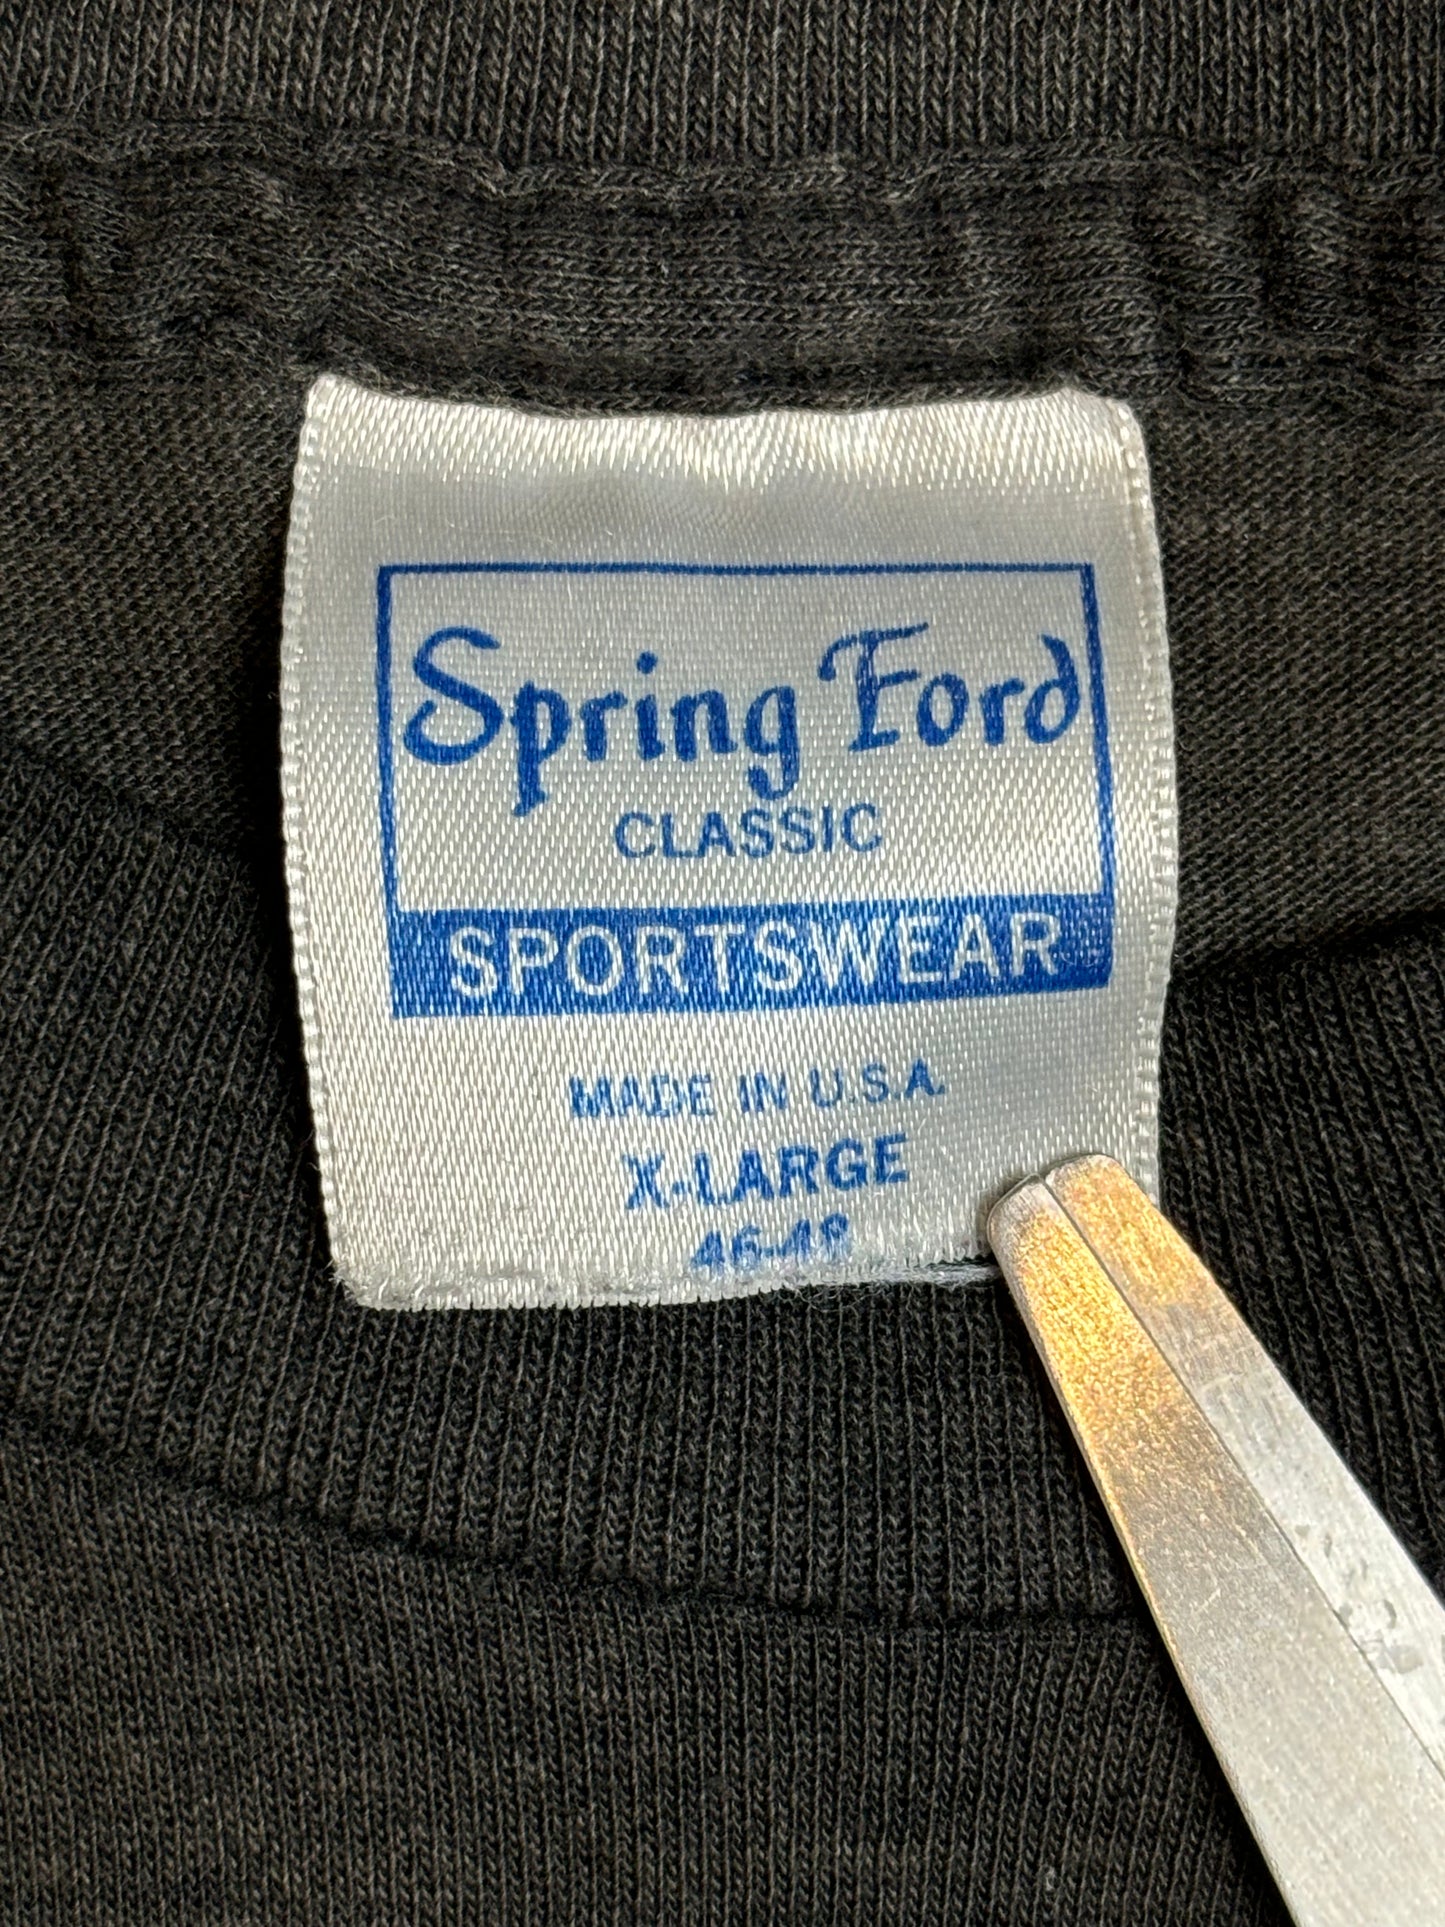 Spring Ford
CLASSIC
SPORTSWEAR
MADE IN U.S.A.
X-LARGE
46-48